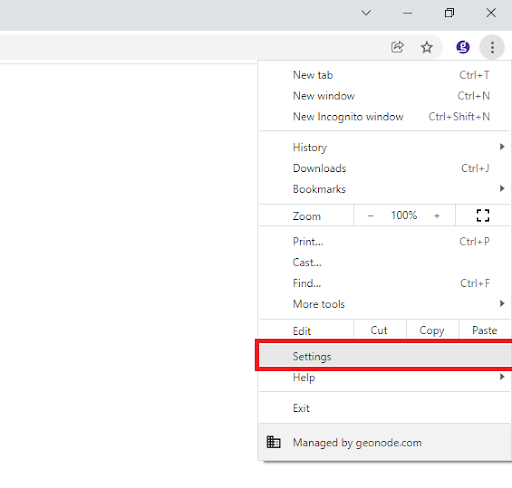 New tab Ctrl+T
New window Ctrl+N
New Incognito window Ctrl+Shift+N
History
Downloads Ctrl+J
Bookmarks
Zoom − 100% +
Print... Ctrl+P
Cast...
Find... Ctrl+F
More tools
Edit Cut Copy Paste
Settings
Help
Exit
Managed by geonode.com